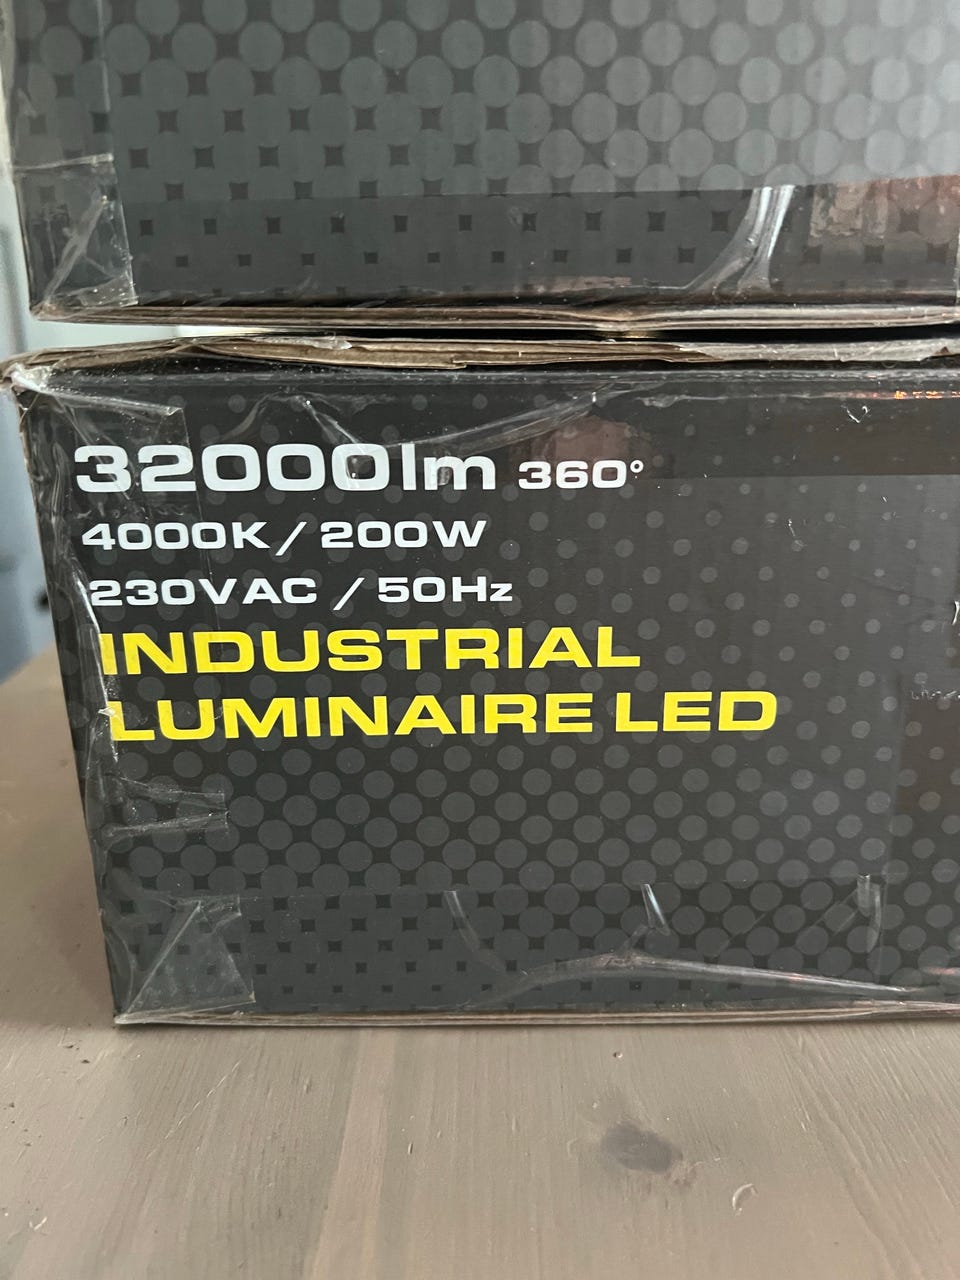 32000lm 360°
4000K / 200W
230VAC / 50Hz
INDUSTRIAL
LUMINAIRE LED